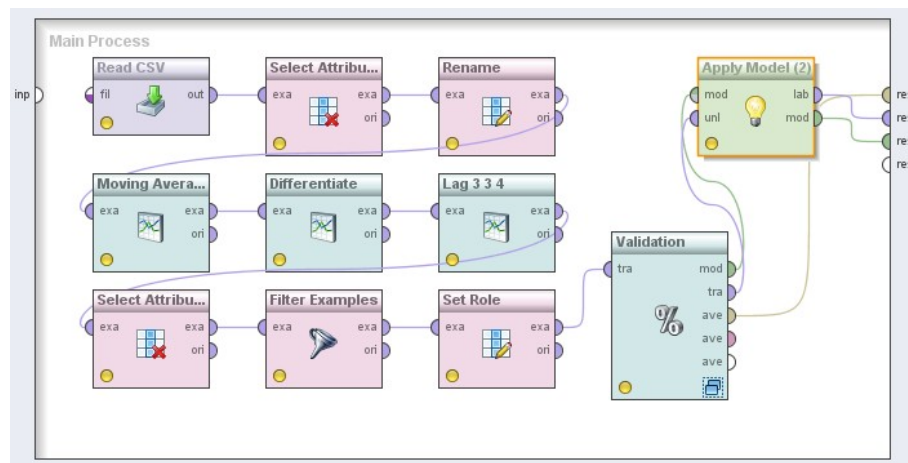 Main Process
Read CSV
fil out
Select Attribu...
exa exa
ori
Rename
exa exa
ori
Apply Model (2)
mod lab
unl mod
inp
re
re
re
re
Moving Avera...
exa exa
ori
Differentiate
exa exa
ori
Lag 3 3 4
exa exa
ori
Validation
tra mod
tra
ave
ave
ave
%
Select Attribu...
exa exa
ori
Filter Examples
exa exa
ori
Set Role
exa exa
ori